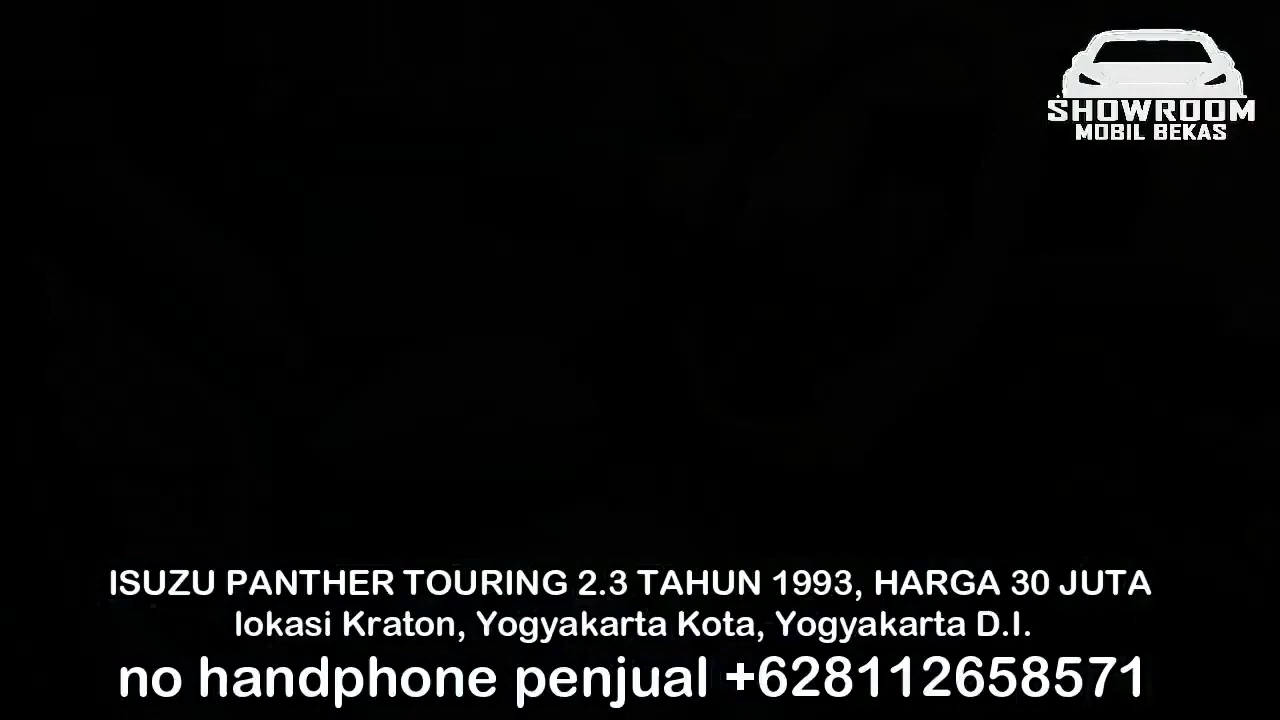 SHOWROOM
MOBIL BEKAS
ISUZU PANTHER TOURING 2.3 TAHUN 1993, HARGA 30 JUTA
lokasi Kraton, Yogyakarta Kota, Yogyakarta D.I.
no handphone penjual +628112658571